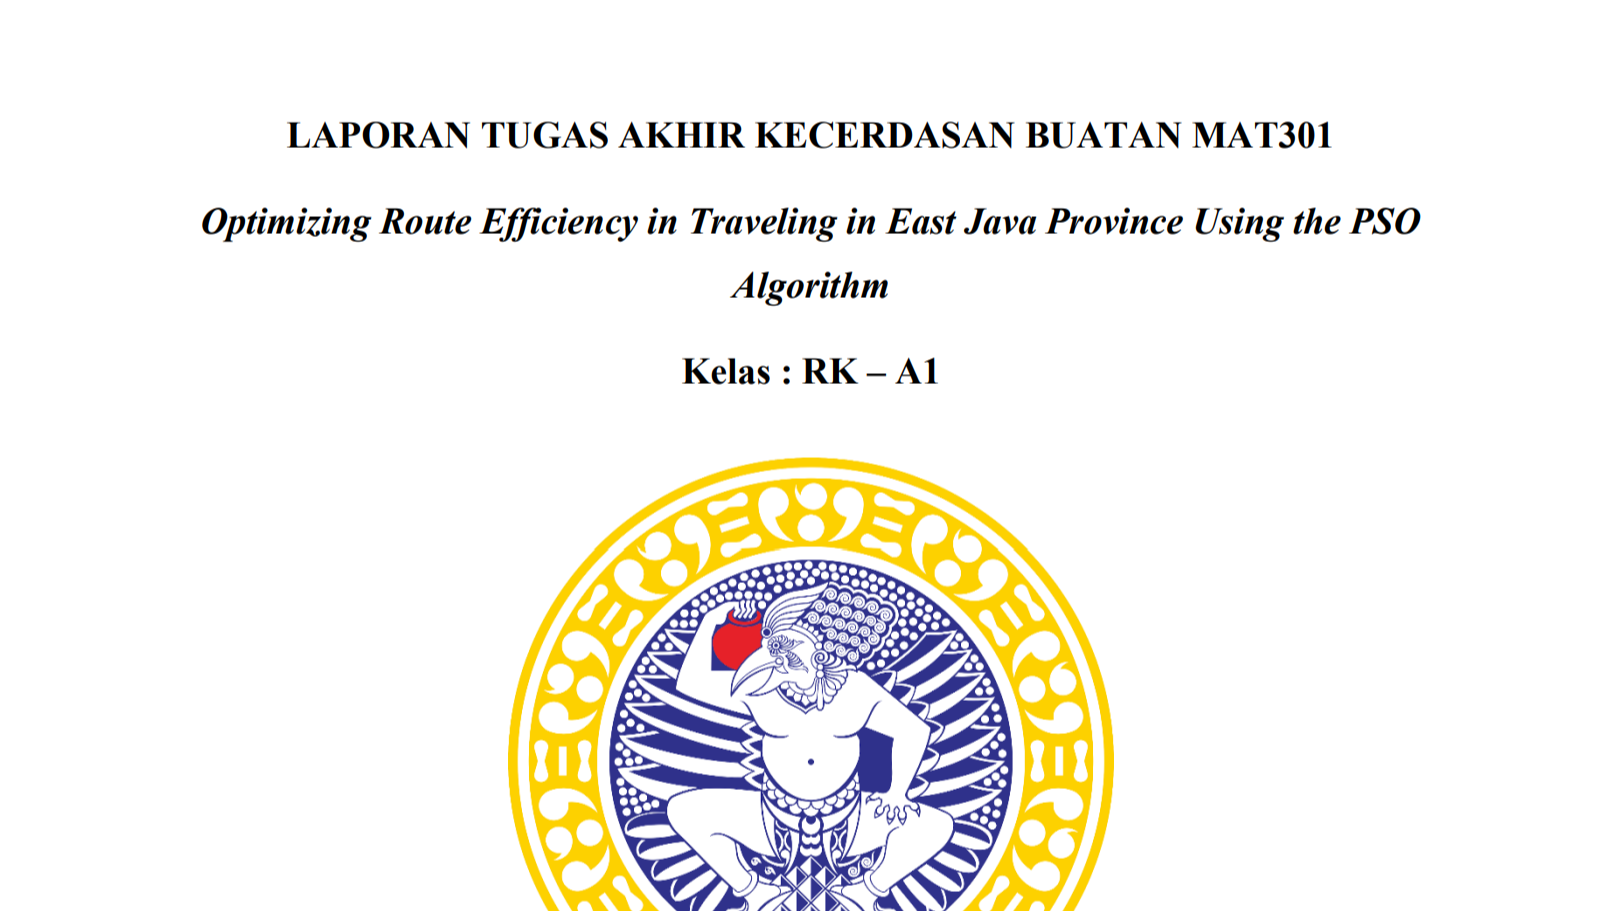 LAPORAN TUGAS AKHIR KECERDASAN BUATAN MAT301
Optimizing Route Efficiency in Traveling in East Java Province Using the PSO
Algorithm
Kelas : RK – A1